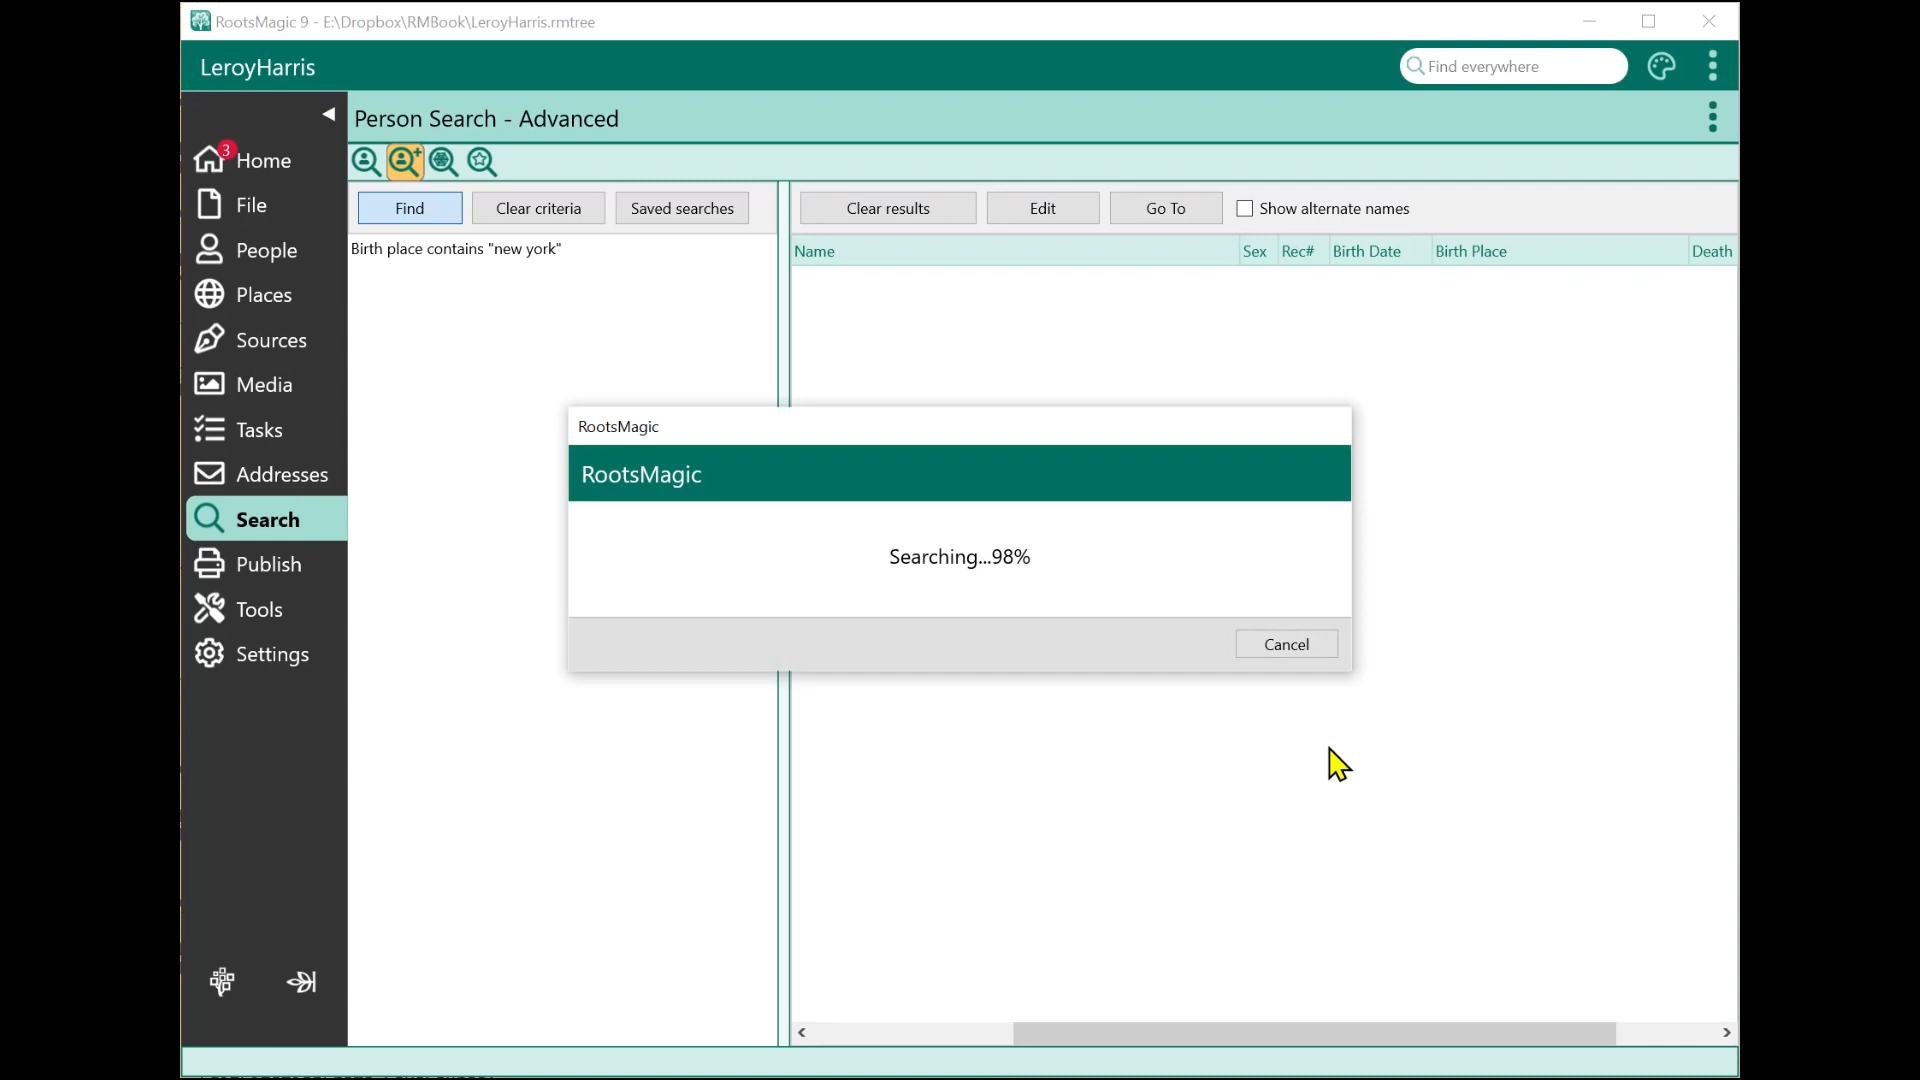 RootsMagic 9 - E:\Dropbox\RMBook\LeroyHarris.rmtree
LeroyHarris
Find everywhere
Person Search - Advanced
3
Home
File
People
Places
Sources
Media
Tasks
Addresses
Search
Publish
Tools
Settings
Find
Clear criteria
Saved searches
Birth place contains "new york"
Clear results
Edit
Go To
Show alternate names
Name
Sex
Rec#
Birth Date
Birth Place
Death
RootsMagic
RootsMagic
Searching...98%
Cancel